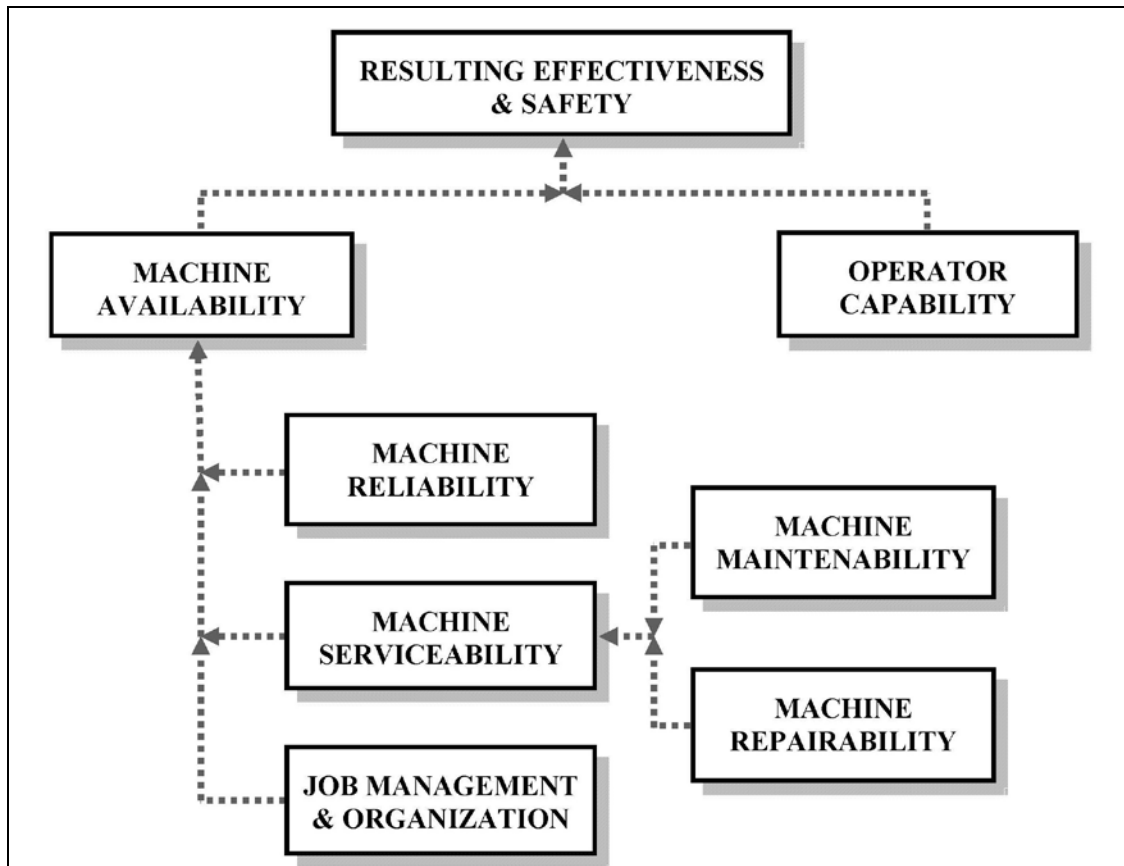 RESULTING EFFECTIVENESS
& SAFETY
MACHINE
AVAILABILITY
OPERATOR
CAPABILITY
MACHINE
RELIABILITY
MACHINE
MAINTENABILITY
MACHINE
SERVICEABILITY
MACHINE
REPAIRABILITY
JOB MANAGEMENT
& ORGANIZATION